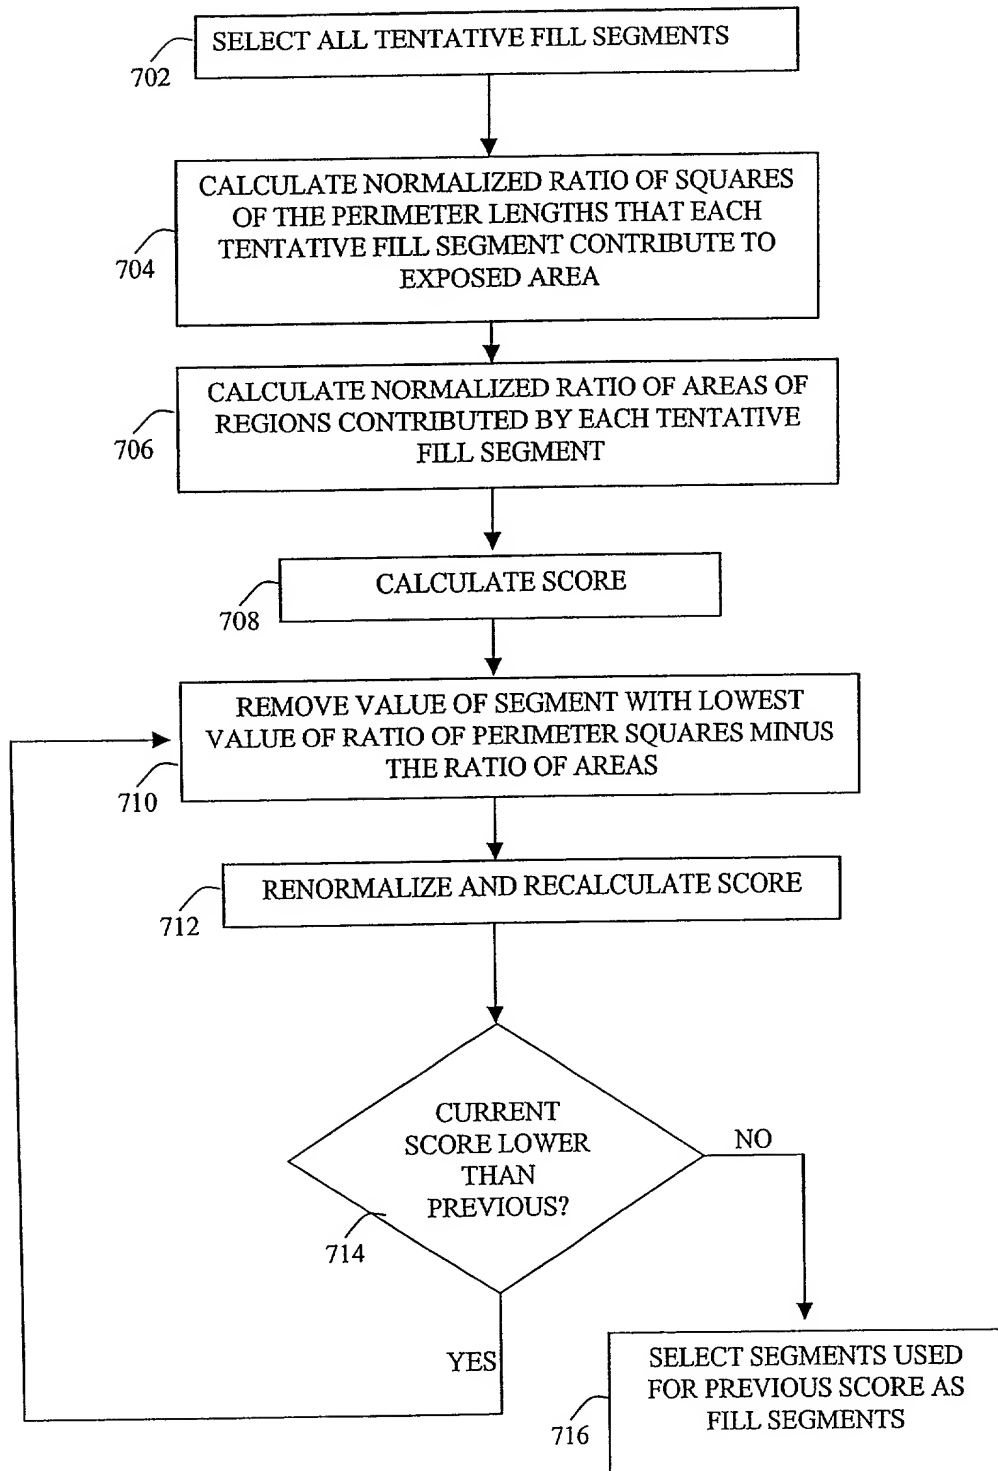 SELECT ALL TENTATIVE FILL SEGMENTS
702
CALCULATE NORMALIZED RATIO OF SQUARES
OF THE PERIMETER LENGTHS THAT EACH
TENTATIVE FILL SEGMENT CONTRIBUTE TO
EXPOSED AREA
704
CALCULATE NORMALIZED RATIO OF AREAS OF
REGIONS CONTRIBUTED BY EACH TENTATIVE
FILL SEGMENT
706
CALCULATE SCORE
708
REMOVE VALUE OF SEGMENT WITH LOWEST
VALUE OF RATIO OF PERIMETER SQUARES MINUS
THE RATIO OF AREAS
710
RENORMALIZE AND RECALCULATE SCORE
712
CURRENT
SCORE LOWER
THAN
PREVIOUS?
714
NO
YES
SELECT SEGMENTS USED
FOR PREVIOUS SCORE AS
FILL SEGMENTS
716